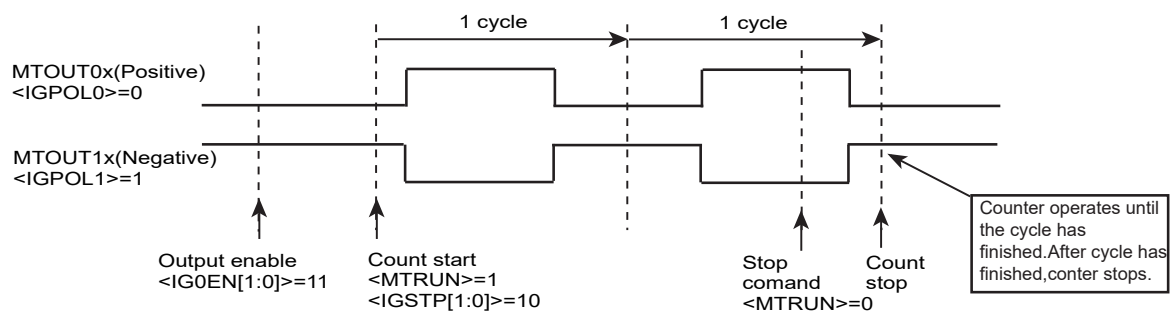 1 cycle
1 cycle
MTOUT0x(Positive)
<IGPOL0>=0
MTOUT1x(Negative)
<IGPOL1>=1
Output enable
<IG0EN[1:0]>=11
Count start
<MTRUN>=1
<IGSTP[1:0]>=10
Stop
comand
<MTRUN>=0
Count
stop
Counter operates until
the cycle has
finished.After cycle has
finished,conter stops.